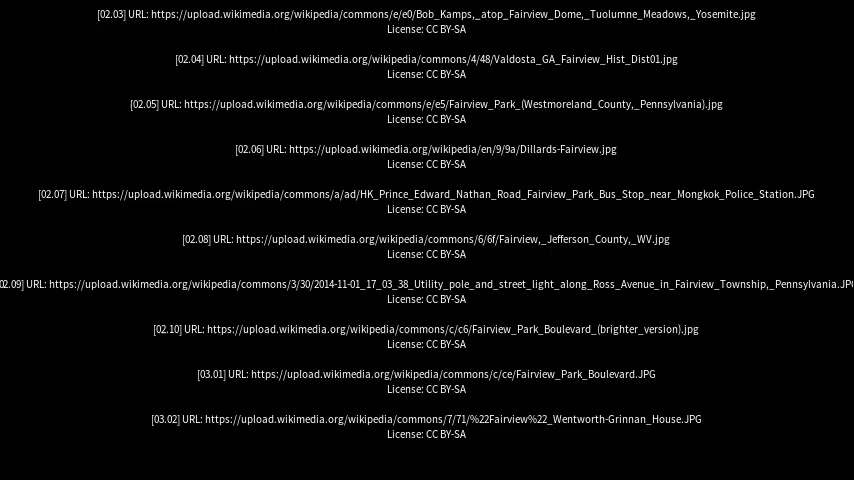 [02.03] URL: https://upload.wikimedia.org/wikipedia/commons/e/e0/Bob_Kamps,_atop_Fairview_Dome,_Tuolumne_Meadows,_Yosemite.jpg
License: CC BY-SA
[02.04] URL: https://upload.wikimedia.org/wikipedia/commons/4/48/Valdosta_GA_Fairview_Hist_Dist01.jpg
License: CC BY-SA
[02.05] URL: https://upload.wikimedia.org/wikipedia/commons/e/e5/Fairview_Park_(Westmoreland_County,_Pennsylvania).jpg
License: CC BY-SA
[02.06] URL: https://upload.wikimedia.org/wikipedia/en/9/9a/Dillards-Fairview.jpg
License: CC BY-SA
[02.07] URL: https://upload.wikimedia.org/wikipedia/commons/a/ad/HK_Prince_Edward_Nathan_Road_Fairview_Park_Bus_Stop_near_Mongkok_Police_Station.JPG
License: CC BY-SA
[02.08] URL: https://upload.wikimedia.org/wikipedia/commons/6/6f/Fairview,_Jefferson_County,_WV.jpg
License: CC BY-SA
02.09] URL: https://upload.wikimedia.org/wikipedia/commons/3/30/2014-11-01_17_03_38_Utility_pole_and_street_light_along_Ross_Avenue_in_Fairview_Township,_Pennsylvania.JPG
License: CC BY-SA
[02.10] URL: https://upload.wikimedia.org/wikipedia/commons/c/c6/Fairview_Park_Boulevard_(brighter_version).jpg
License: CC BY-SA
[03.01] URL: https://upload.wikimedia.org/wikipedia/commons/c/ce/Fairview_Park_Boulevard.JPG
License: CC BY-SA
[03.02] URL: https://upload.wikimedia.org/wikipedia/commons/7/71/%22Fairview%22_Wentworth-Grinnan_House.JPG
License: CC BY-SA